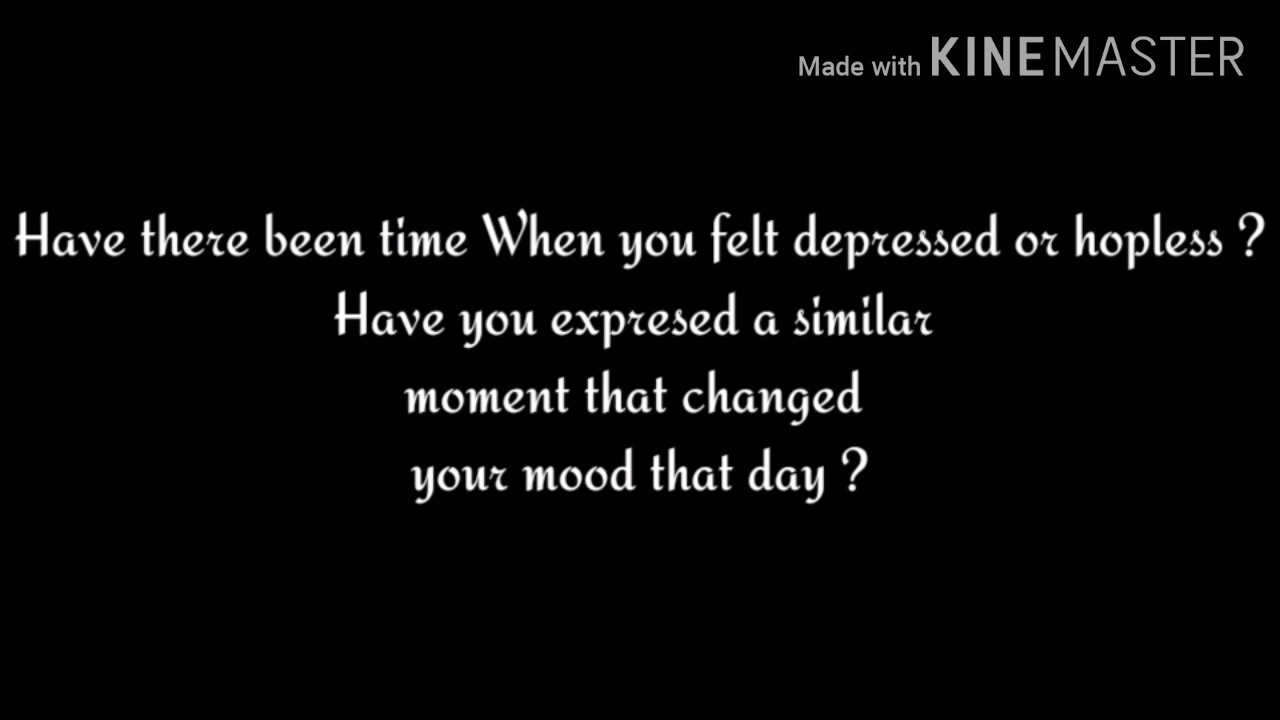 Made with KINEMASTER
Have there been time When you felt depressed or hopless ?
Have you expresed a similar
moment that changed
your mood that day ?